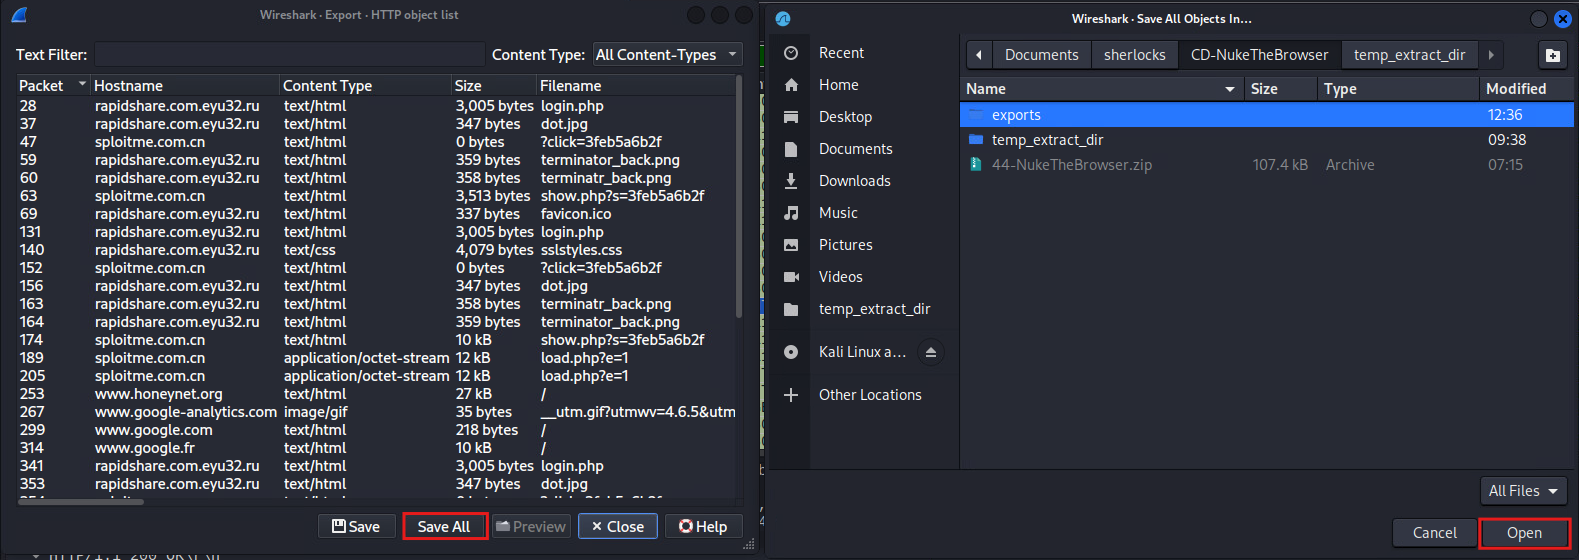 Wireshark · Export · HTTP object list
Text Filter:
Content Type: All Content-Types
Packet Hostname Content Type Size Filename
28 rapidshare.com.eyu32.ru text/html 3,005 bytes login.php
37 rapidshare.com.eyu32.ru text/html 347 bytes dot.jpg
47 sploitme.com.cn text/html 0 bytes ?click=3feb5a6b2f
59 rapidshare.com.eyu32.ru text/html 359 bytes terminator_back.png
60 rapidshare.com.eyu32.ru text/html 358 bytes terminatr_back.png
63 sploitme.com.cn text/html 3,513 bytes show.php?s=3feb5a6b2f
69 rapidshare.com.eyu32.ru text/html 337 bytes favicon.ico
131 rapidshare.com.eyu32.ru text/html 3,005 bytes login.php
140 rapidshare.com.eyu32.ru text/css 4,079 bytes sslstyles.css
152 sploitme.com.cn text/html 0 bytes ?click=3feb5a6b2f
156 rapidshare.com.eyu32.ru text/html 347 bytes dot.jpg
163 rapidshare.com.eyu32.ru text/html 358 bytes terminatr_back.png
164 rapidshare.com.eyu32.ru text/html 359 bytes terminator_back.png
174 sploitme.com.cn text/html 10 kB show.php?s=3feb5a6b2f
189 sploitme.com.cn application/octet-stream 12 kB load.php?e=1
205 sploitme.com.cn application/octet-stream 12 kB load.php?e=1
253 www.honeynet.org text/html 27 kB /
267 www.google-analytics.com image/gif 35 bytes __utm.gif?utmwv=4.6.5&utm
299 www.google.com text/html 218 bytes /
314 www.google.fr text/html 10 kB /
341 rapidshare.com.eyu32.ru text/html 3,005 bytes login.php
353 rapidshare.com.eyu32.ru text/html 347 bytes dot.jpg
Save Save All Preview Close Help
Wireshark · Save All Objects In...
Recent
Home
Desktop
Documents
Downloads
Music
Pictures
Videos
temp_extract_dir
Kali Linux a...
Other Locations
Documents sherlocks CD-NukeTheBrowser temp_extract_dir
Name Size Type Modified
exports 12:36
temp_extract_dir 09:38
44-NukeTheBrowser.zip 107.4 kB Archive 07:15
All Files
Cancel Open